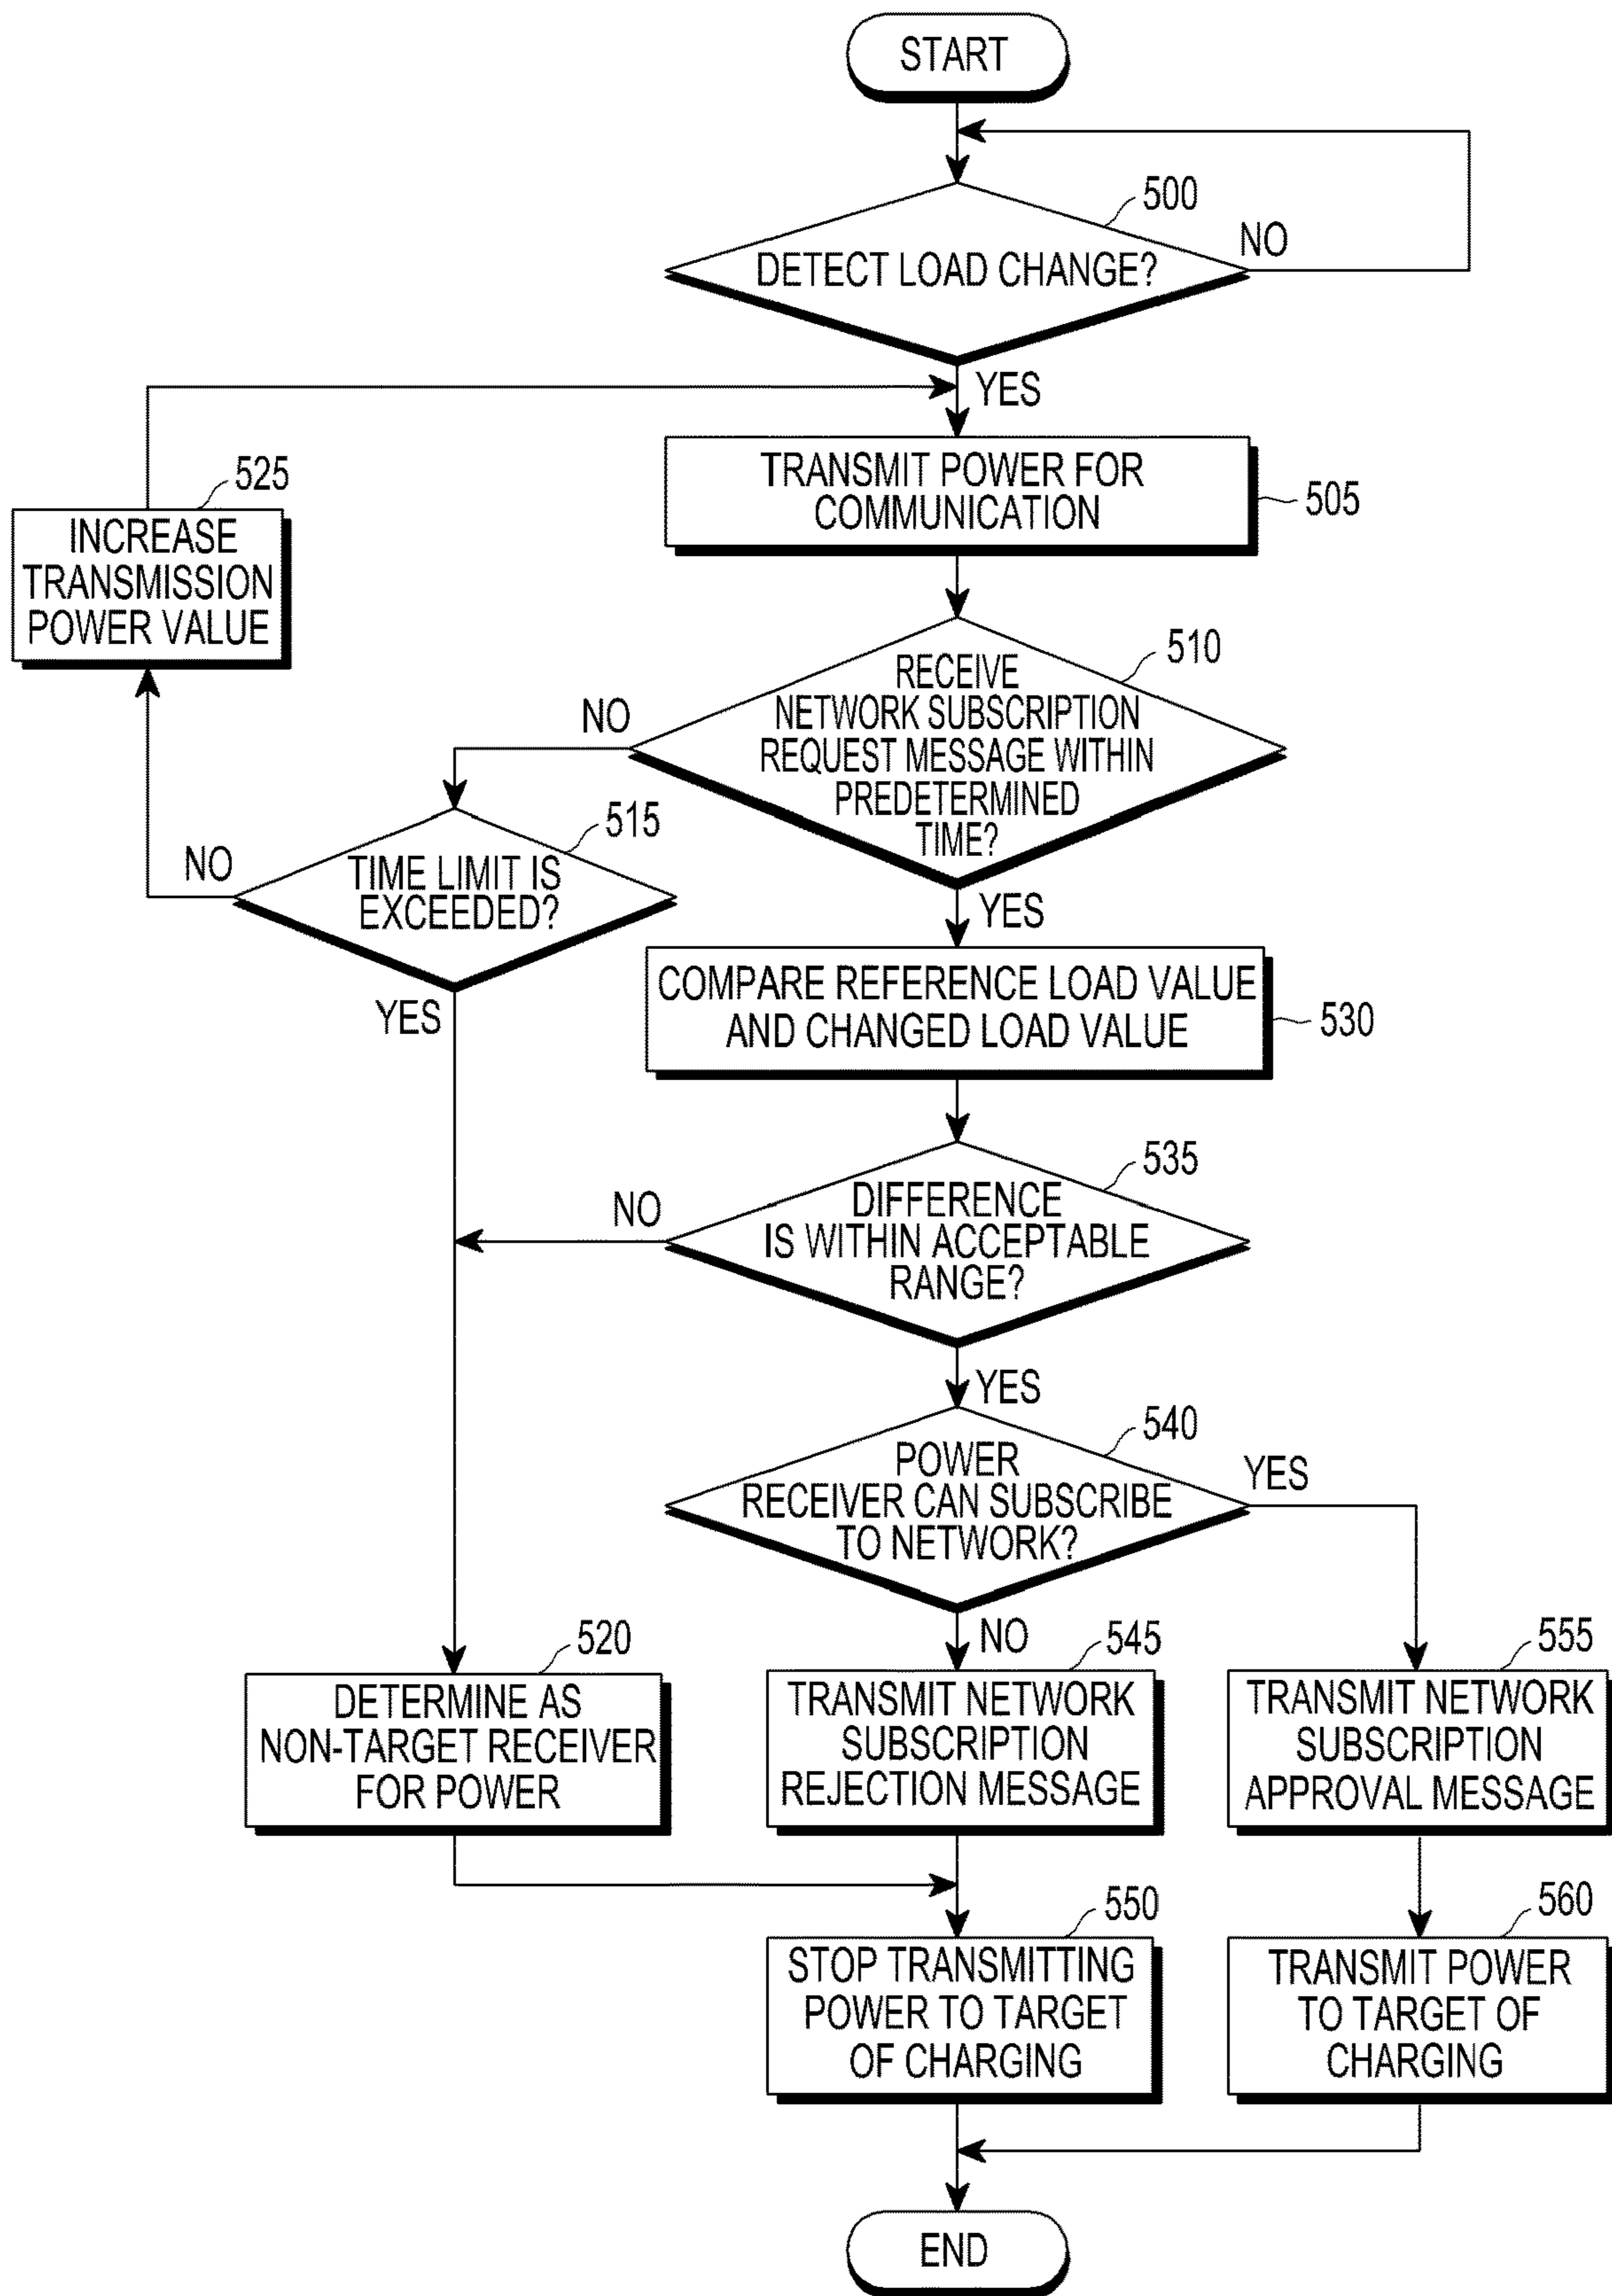 START
500
DETECT LOAD CHANGE?
NO
YES
TRANSMIT POWER FOR
COMMUNICATION
505
525
INCREASE
TRANSMISSION
POWER VALUE
510
RECEIVE
NETWORK SUBSCRIPTION
REQUEST MESSAGE WITHIN
PREDETERMINED
TIME?
NO
515
TIME LIMIT IS
EXCEEDED?
NO
YES
YES
COMPARE REFERENCE LOAD VALUE
AND CHANGED LOAD VALUE
530
535
DIFFERENCE
IS WITHIN ACCEPTABLE
RANGE?
NO
YES
540
POWER
RECEIVER CAN SUBSCRIBE
TO NETWORK?
YES
NO
520
DETERMINE AS
NON-TARGET RECEIVER
FOR POWER
545
TRANSMIT NETWORK
SUBSCRIPTION
REJECTION MESSAGE
555
TRANSMIT NETWORK
SUBSCRIPTION
APPROVAL MESSAGE
550
STOP TRANSMITTING
POWER TO TARGET
OF CHARGING
560
TRANSMIT POWER
TO TARGET OF
CHARGING
END